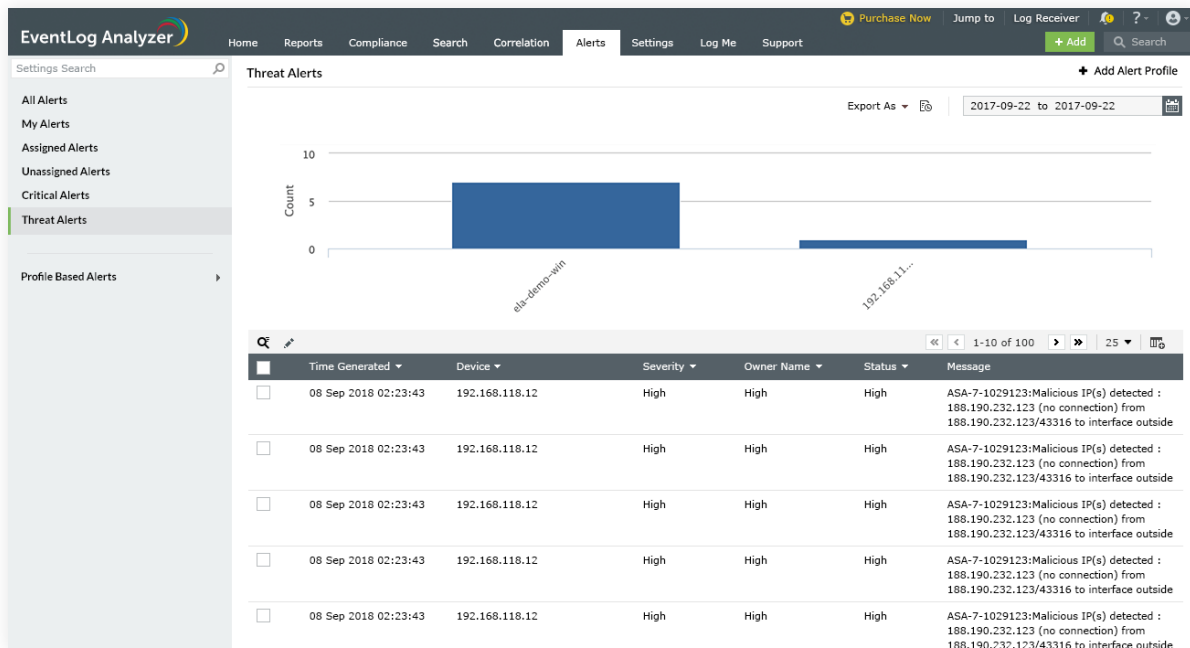 EventLog Analyzer
Purchase Now Jump to Log Receiver ?
Home Reports Compliance Search Correlation Alerts Settings Log Me Support
+ Add Search
Settings Search
All Alerts
My Alerts
Assigned Alerts
Unassigned Alerts
Critical Alerts
Threat Alerts
Profile Based Alerts
Threat Alerts
+ Add Alert Profile
Export As 2017-09-22 to 2017-09-22
10
Count
5
0
ela-demo-win
192.168.11...
1-10 of 100 25
Time Generated Device Severity Owner Name Status Message
08 Sep 2018 02:23:43 192.168.118.12 High High High ASA-7-1029123:Malicious IP(s) detected :
188.190.232.123 (no connection) from
188.190.232.123/43316 to interface outside
08 Sep 2018 02:23:43 192.168.118.12 High High High ASA-7-1029123:Malicious IP(s) detected :
188.190.232.123 (no connection) from
188.190.232.123/43316 to interface outside
08 Sep 2018 02:23:43 192.168.118.12 High High High ASA-7-1029123:Malicious IP(s) detected :
188.190.232.123 (no connection) from
188.190.232.123/43316 to interface outside
08 Sep 2018 02:23:43 192.168.118.12 High High High ASA-7-1029123:Malicious IP(s) detected :
188.190.232.123 (no connection) from
188.190.232.123/43316 to interface outside
08 Sep 2018 02:23:43 192.168.118.12 High High High ASA-7-1029123:Malicious IP(s) detected :
188.190.232.123 (no connection) from
188.190.232.123/43316 to interface outside